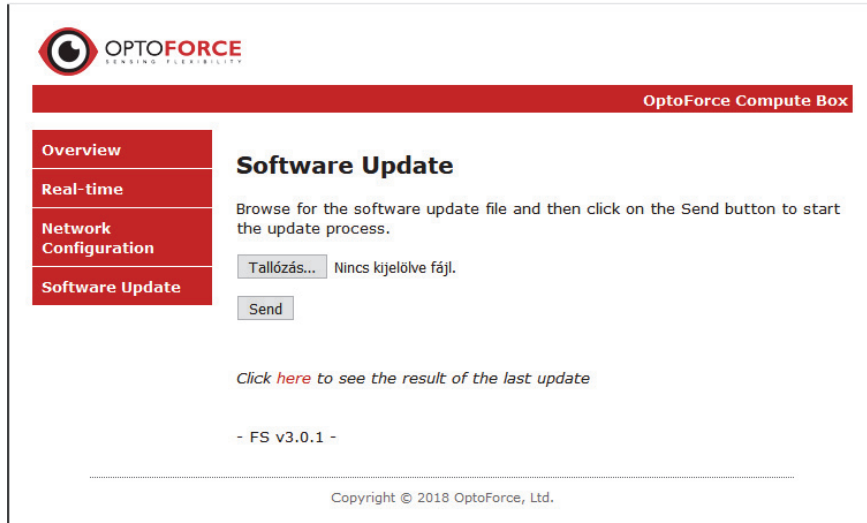 OPTOFORCE
SENSING FLEXIBILITY
OptoForce Compute Box
Overview
Real-time
Network
Configuration
Software Update
Software Update
Browse for the software update file and then click on the Send button to start
the update process.
Tallózás... Nincs kijelölve fájl.
Send
Click here to see the result of the last update
- FS v3.0.1 -
Copyright © 2018 OptoForce, Ltd.